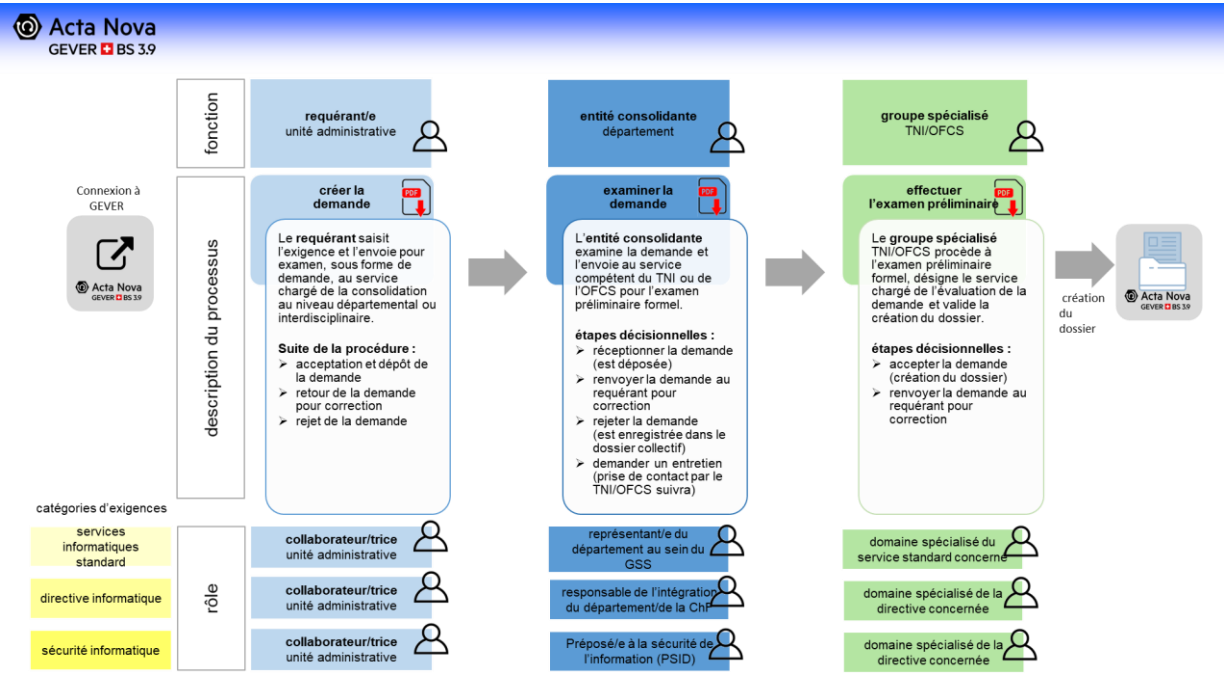 Acta Nova
GEVER BS 3.9
fonction
requérant/e
unité administrative
entité consolidante
département
groupe spécialisé
TNI/OFCS
Connexion à
GEVER
Acta Nova
GEVER BS 3.9
description du processus
créer la
demande
PDF
Le requérant saisit
l'exigence et l'envoie pour
examen, sous forme de
demande, au service
chargé de la consolidation
au niveau départemental ou
interdisciplinaire.
Suite de la procédure :
➢ acceptation et dépôt de
la demande
➢ retour de la demande
pour correction
➢ rejet de la demande
examiner la
demande
PDF
L'entité consolidante
examine la demande et
l'envoie au service
compétent du TNI ou de
l'OFCS pour l'examen
préliminaire formel.
étapes décisionnelles :
➢ réceptionner la demande
(est déposée)
➢ renvoyer la demande au
requérant pour
correction
➢ rejeter la demande
(est enregistrée dans le
dossier collectif)
➢ demander un entretien
(prise de contact par le
TNI/OFCS suivra)
effectuer
l'examen préliminaire
PDF
Le groupe spécialisé
TNI/OFCS procède à
l'examen préliminaire
formel, désigne le service
chargé de l'évaluation de la
demande et valide la
création du dossier.
étapes décisionnelles :
➢ accepter la demande
(création du dossier)
➢ renvoyer la demande au
requérant pour
correction
création
du
dossier
Acta Nova
GEVER BS 3.9
catégories d'exigences
rôle
services
informatiques
standard
collaborateur/trice
unité administrative
représentant/e du
département au sein du
GSS
domaine spécialisé du
service standard concerné
directive informatique
collaborateur/trice
unité administrative
responsable de l'intégration
du département/de la ChF
domaine spécialisé de la
directive concernée
sécurité informatique
collaborateur/trice
unité administrative
Préposé/e à la sécurité de
l'information (PSID)
domaine spécialisé de la
directive concernée